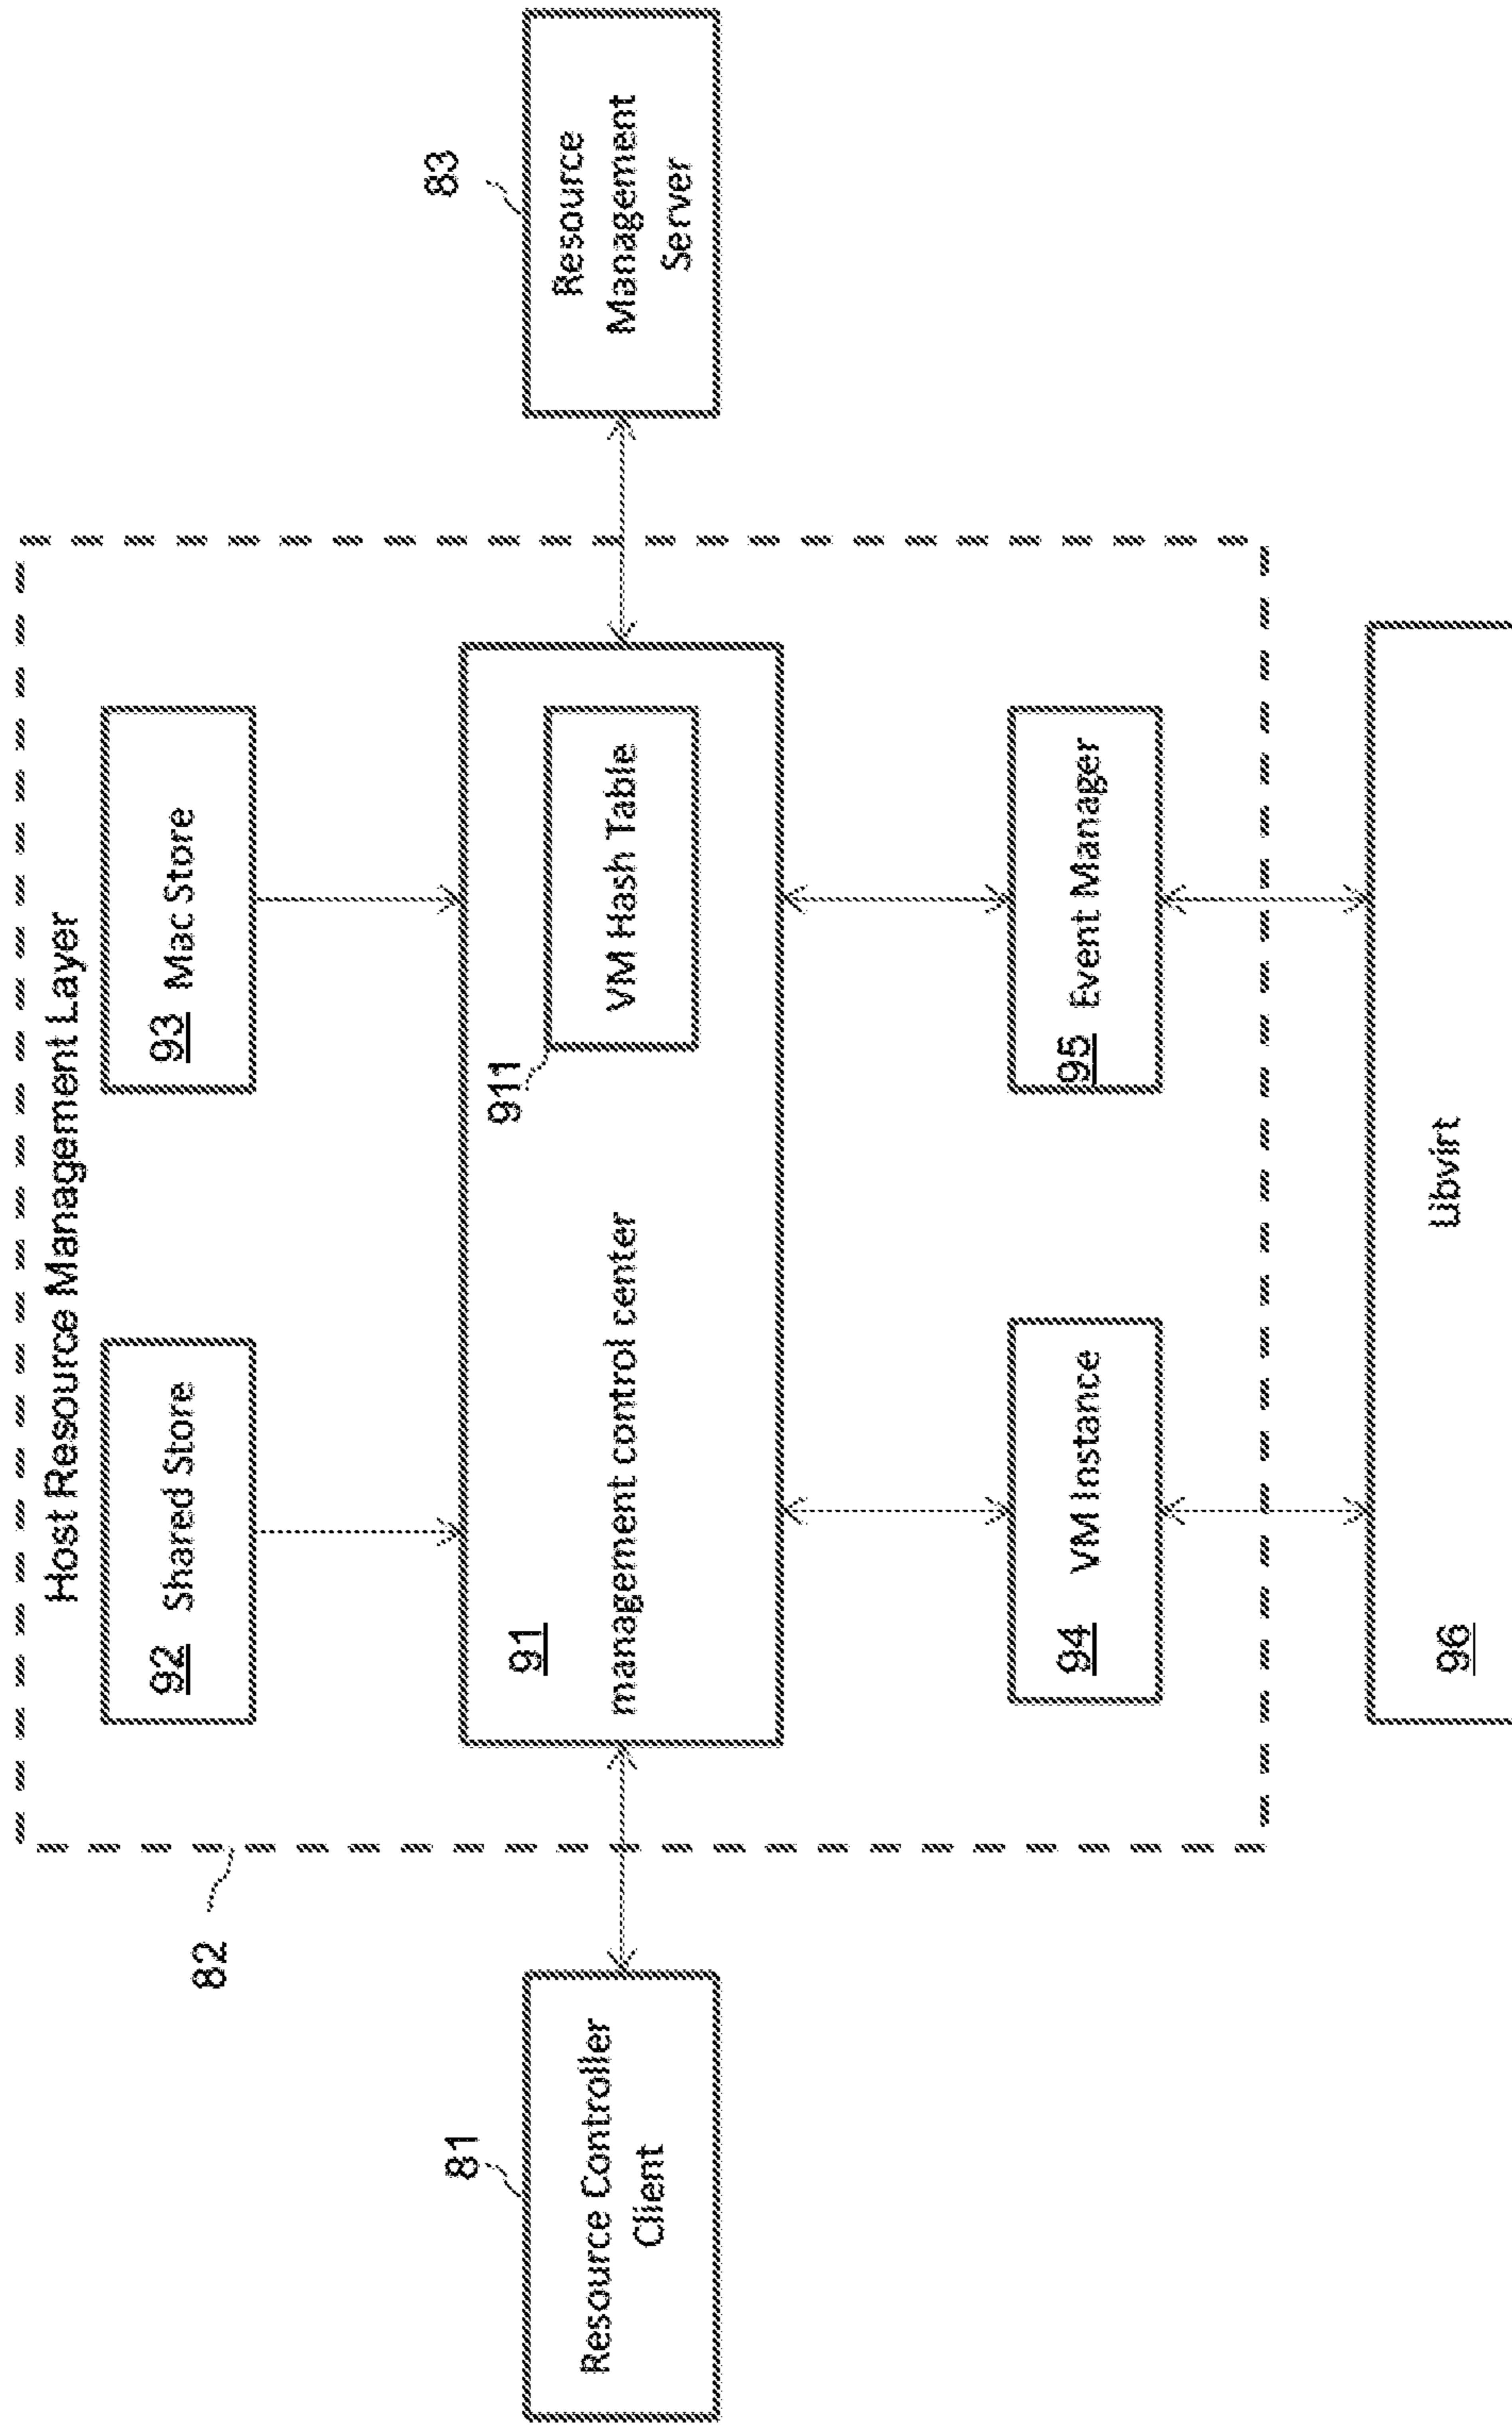 Host Resource Management Layer
82
92 Shared Store
93 Mac Store
81
Resource Controller
Client
91
management control center
911
VM Hash Table
83
Resource
Management
Server
94 VM Instance
95 Event Manager
96
Libvirt